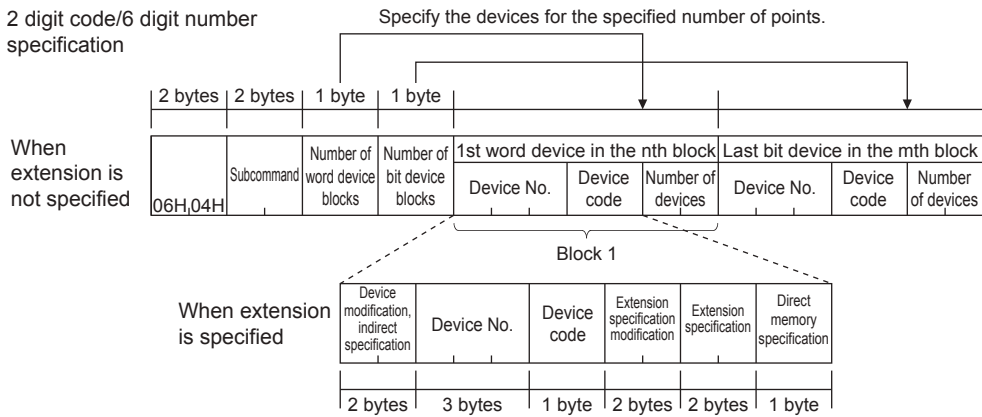 2 digit code/6 digit number
specification
Specify the devices for the specified number of points.
2 bytes 2 bytes 1 byte 1 byte
When
extension is
not specified
06H,04H
Subcommand
Number of
word device
blocks
Number of
bit device
blocks
1st word device in the nth block
Device No.
Device
code
Number of
devices
Last bit device in the mth block
Device No.
Device
code
Number
of devices
Block 1
When extension
is specified
Device
modification,
indirect
specification
Device No.
Device
code
Extension
specification
modification
Extension
specification
Direct
memory
specification
2 bytes 3 bytes 1 byte 2 bytes 2 bytes 1 byte